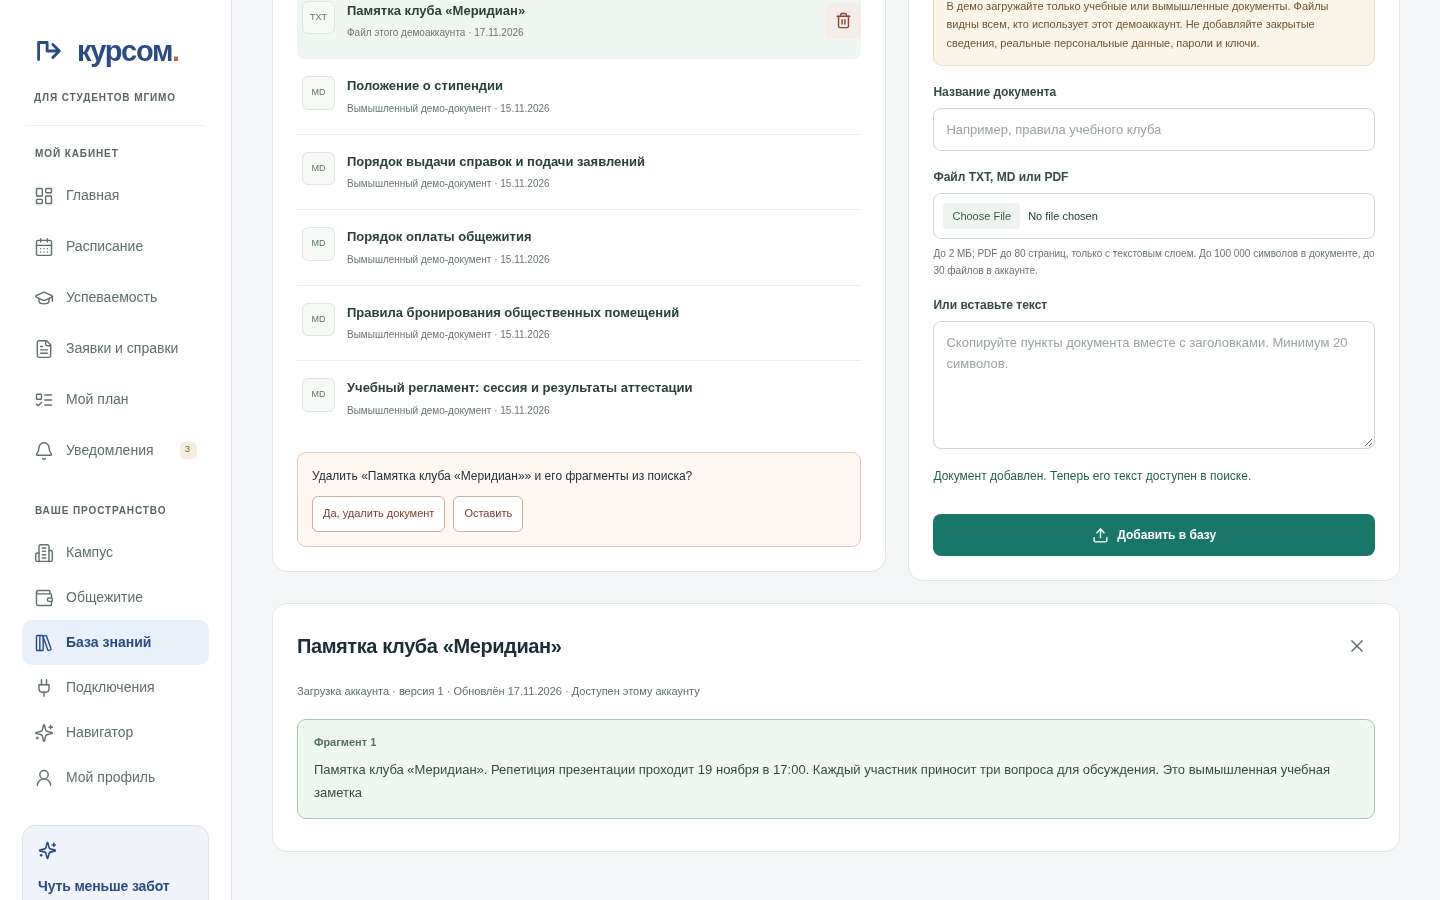 курсом.
ДЛЯ СТУДЕНТОВ МГИМО
МОЙ КАБИНЕТ
Главная
Расписание
Успеваемость
Заявки и справки
Мой план
Уведомления
3
ВАШЕ ПРОСТРАНСТВО
Кампус
Общежитие
База знаний
Подключения
Навигатор
Мой профиль
Чуть меньше забот
TXT
Памятка клуба «Меридиан»
Файл этого демоаккаунта · 17.11.2026
MD
Положение о стипендии
Вымышленный демо-документ · 15.11.2026
MD
Порядок выдачи справок и подачи заявлений
Вымышленный демо-документ · 15.11.2026
MD
Порядок оплаты общежития
Вымышленный демо-документ · 15.11.2026
MD
Правила бронирования общественных помещений
Вымышленный демо-документ · 15.11.2026
MD
Учебный регламент: сессия и результаты аттестации
Вымышленный демо-документ · 15.11.2026
Удалить «Памятка клуба «Меридиан»» и его фрагменты из поиска?
Да, удалить документ
Оставить
В демо загружайте только учебные или вымышленные документы. Файлы
видны всем, кто использует этот демоаккаунт. Не добавляйте закрытые
сведения, реальные персональные данные, пароли и ключи.
Название документа
Например, правила учебного клуба
Файл TXT, MD или PDF
Choose File No file chosen
До 2 МБ; PDF до 80 страниц, только с текстовым слоем. До 100 000 символов в документе, до
30 файлов в аккаунте.
Или вставьте текст
Скопируйте пункты документа вместе с заголовками. Минимум 20
символов.
Документ добавлен. Теперь его текст доступен в поиске.
Добавить в базу
Памятка клуба «Меридиан»
Загрузка аккаунта · версия 1 · Обновлён 17.11.2026 · Доступен этому аккаунту
Фрагмент 1
Памятка клуба «Меридиан». Репетиция презентации проходит 19 ноября в 17:00. Каждый участник приносит три вопроса для обсуждения. Это вымышленная учебная
заметка